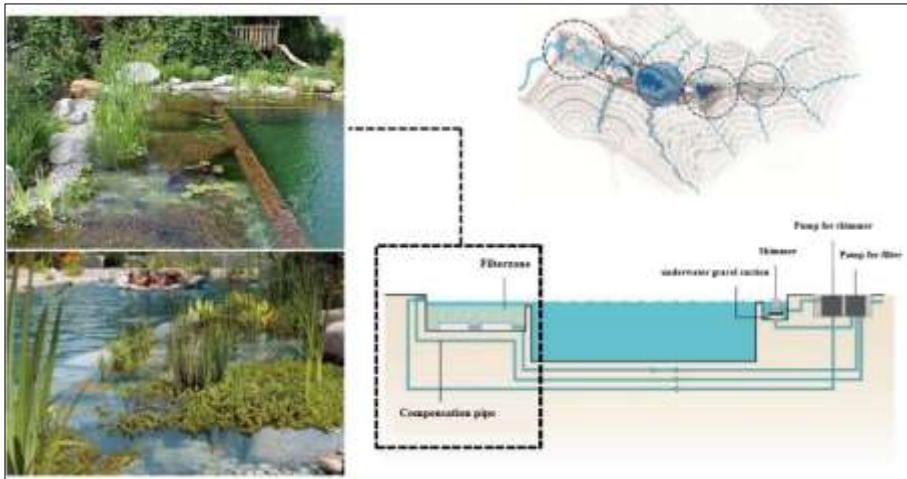 Pump for skimmer
Skimmer
Pump for filter
underwater gravel suction
Filterzone
Compensation pipe